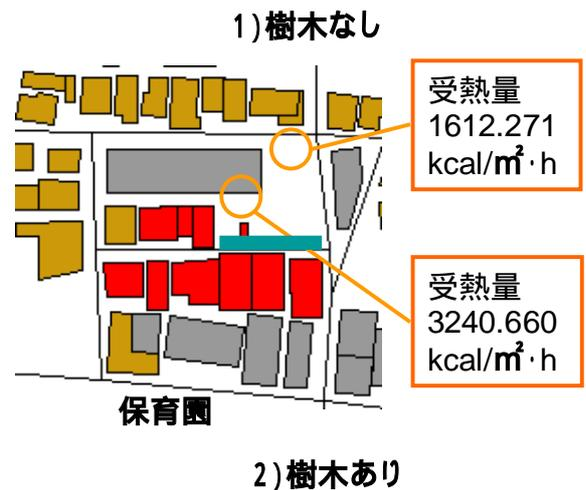 1)樹木なし
受熱量
1612.271
kcal/㎡·h
受熱量
3240.660
kcal/㎡·h
保育園
2)樹木あり